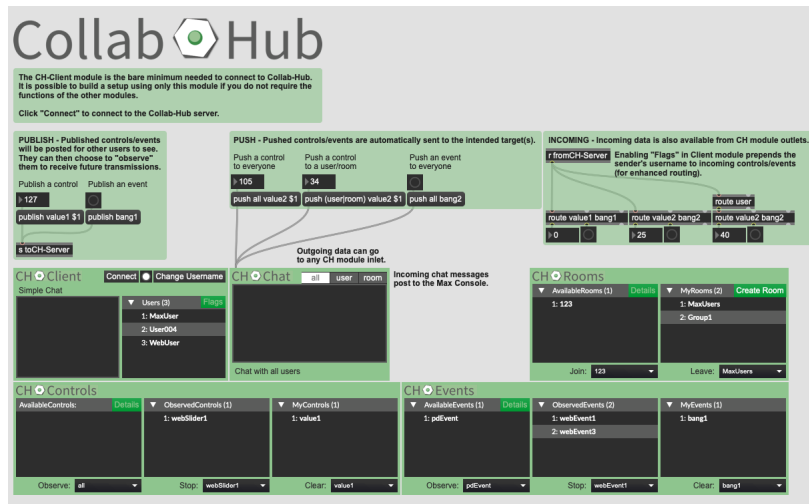 Collab Hub
The CH-Client module is the bare minimum needed to connect to Collab-Hub.
It is possible to build a setup using only this module if you do not require the
functions of the other modules.
Click "Connect" to connect to the Collab-Hub server.
PUBLISH - Published controls/events
will be posted for other users to see.
They can then choose to "observe"
them to receive future transmissions.
Publish a control Publish an event
127
publish value1 $1 publish bang1
s toCH-Server
PUSH - Pushed controls/events are automatically sent to the intended target(s).
Push a control
to everyone
Push a control
to a user/room
Push an event
to everyone
105 34
push all value2 $1 push (user|room) value2 $1 push all bang2
Outgoing data can go
to any CH module inlet.
INCOMING - Incoming data is also available from CH module outlets.
r fromCH-Server
Enabling "Flags" in Client module prepends the
sender's username to incoming controls/events
(for enhanced routing).
route user
route value1 bang1 route value2 bang2 route value2 bang2
0 25 40
CH Client Connect Change Username
Simple Chat
Users (3) Flags
1: MaxUser
2: User004
3: WebUser
CH Chat all user room
Chat with all users
Incoming chat messages
post to the Max Console.
CH Rooms
AvailableRooms (1) Details
1: 123
Join: 123
MyRooms (2) Create Room
1: MaxUsers
2: Group1
Leave: MaxUsers
CH Controls
AvailableControls: Details
Observe: all
ObservedControls (1)
1: webSlider1
Stop: webSlider1
MyControls (1)
1: value1
Clear: value1
CH Events
AvailableEvents (1) Details
1: pdEvent
Observe: pdEvent
ObservedEvents (2)
1: webEvent1
2: webEvent3
Stop: webEvent1
MyEvents (1)
1: bang1
Clear: bang1